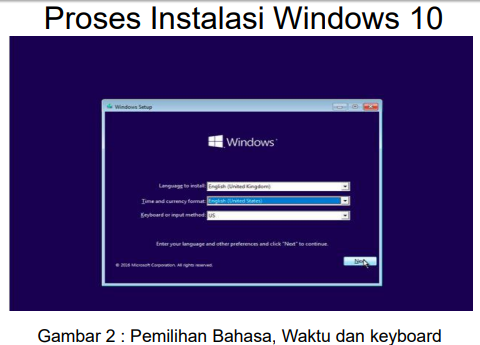 Proses Instalasi Windows 10
Windows Setup
Windows
Language to install: English (United Kingdom)
Time and currency format: English (United States)
Keyboard or input method: US
Enter your language and other preferences and click "Next" to continue.
© 2016 Microsoft Corporation. All rights reserved.
Next
Gambar 2 : Pemilihan Bahasa, Waktu dan keyboard